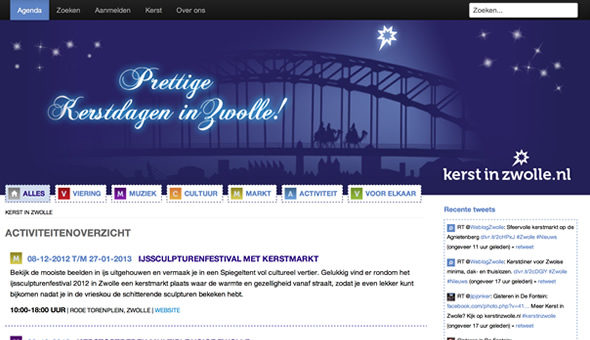 Agenda Zoeken Aanmelden Kerst Over ons
Zoeken...
Prettige
Kerstdagen in Zwolle!
kerst in zwolle.nl
ALLES V VIERING M MUZIEK C CULTUUR M MARKT A ACTIVITEIT V VOOR ELKAAR
KERST IN ZWOLLE
ACTIVITEITENOVERZICHT
M 08-12-2012 T/M 27-01-2013 IJSSCULPTURENFESTIVAL MET KERSTMARKT
Bekijk de mooiste beelden in ijs uitgehouwen en vermaak je in een Spiegeltent vol cultureel vertier. Gelukkig vind er rondom het
ijssculpturenfestival 2012 in Zwolle een kerstmarkt plaats waar de warmte en gezelligheid vanaf straalt, zodat je even lekker kunt
bijkomen nadat je in de vrieskou de schitterende sculpturen bekeken hebt.
10:00-18:00 UUR | RODE TORENPLEIN, ZWOLLE | WEBSITE
Recente tweets
RT @WeblogZwolle: Sfeervolle kerstmarkt op de
Agnietenberg
#Zwolle #Nieuws
(ongeveer 11 uur geleden) • retweet
RT @WeblogZwolle: Kerstdiner voor Zwolse
minima, dak- en thuislozen.
#Zwolle #Nieuws
(ongeveer 17 uur geleden) • retweet
RT @jpjonker: Gateren in De Fontein:
facebook.com/photo.php?v=41... Meer Kerst in
Zwolle? Kijk op kerstinzwolle.nl #kerstinzwolle
(ongeveer 17 uur geleden) • retweet
Gateren in De Fontein: